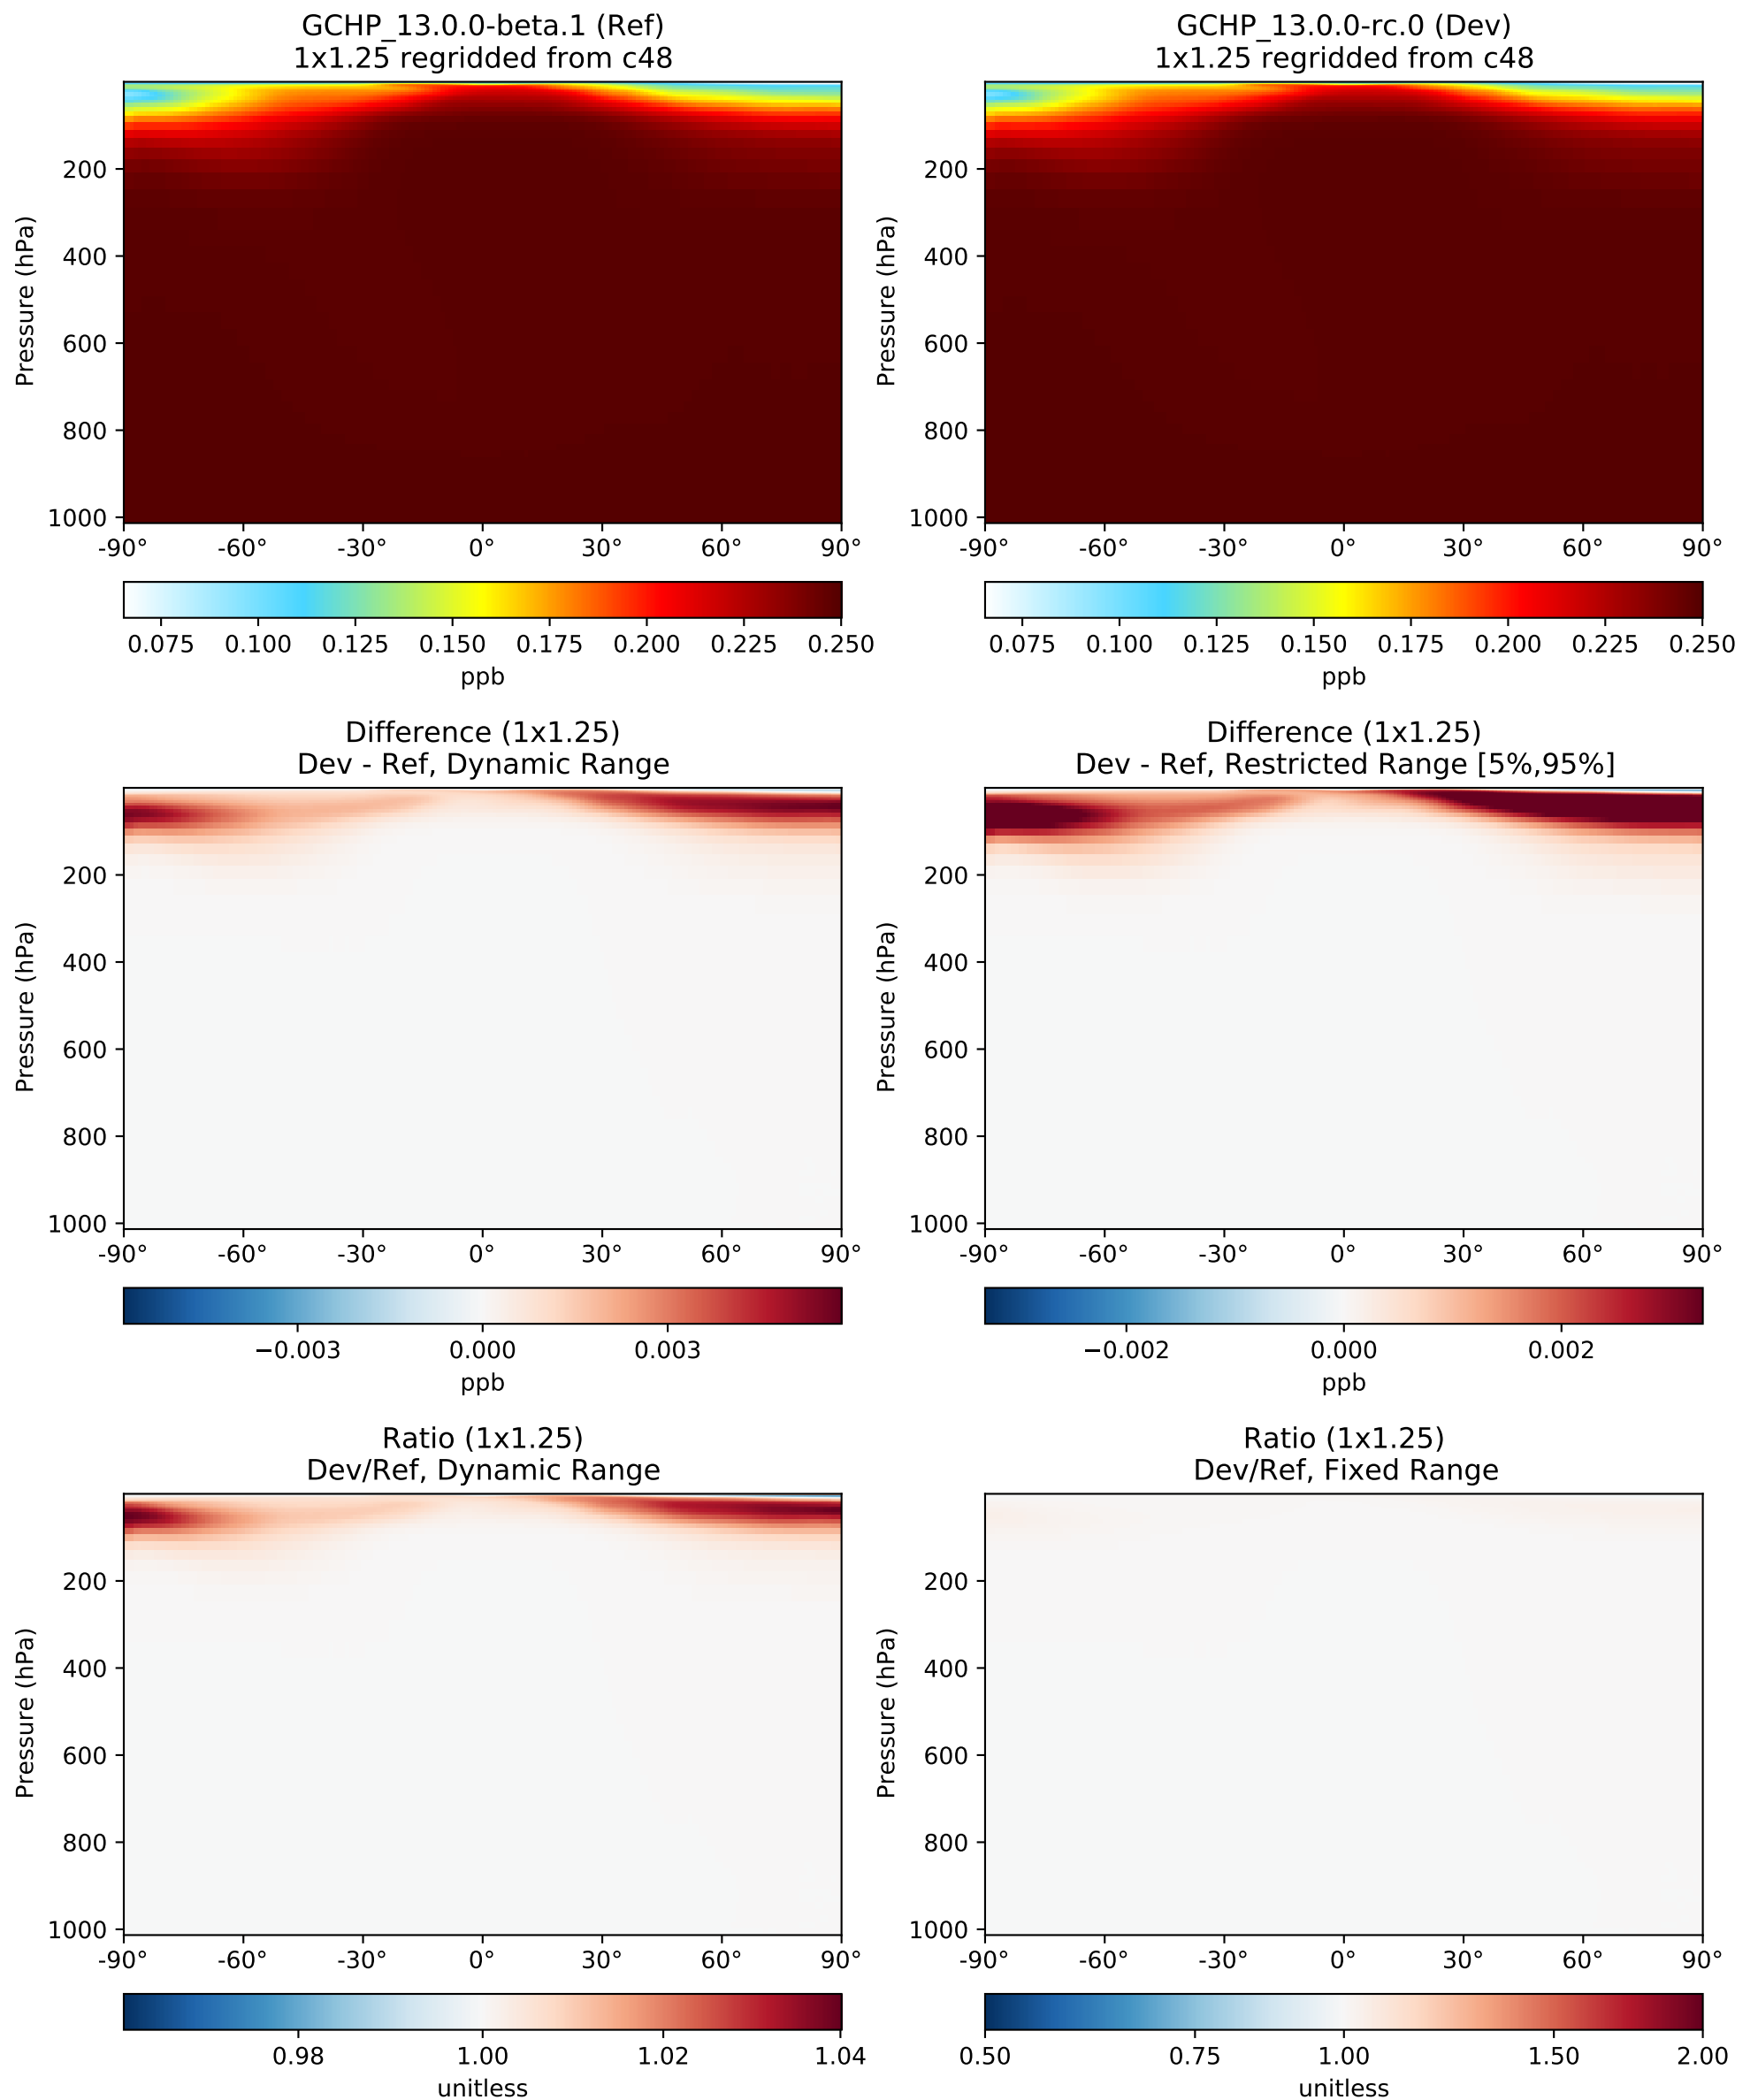 GCHP_13.0.0-beta.1 (Ref)
1x1.25 regridded from c48
Pressure (hPa)
200
400
600
800
1000
-90° -60° -30° 0° 30° 60° 90°
0.075 0.100 0.125 0.150 0.175 0.200 0.225 0.250
ppb
GCHP_13.0.0-rc.0 (Dev)
1x1.25 regridded from c48
Pressure (hPa)
200
400
600
800
1000
-90° -60° -30° 0° 30° 60° 90°
0.075 0.100 0.125 0.150 0.175 0.200 0.225 0.250
ppb
Difference (1x1.25)
Dev - Ref, Dynamic Range
Pressure (hPa)
200
400
600
800
1000
-90° -60° -30° 0° 30° 60° 90°
−0.003 0.000 0.003
ppb
Difference (1x1.25)
Dev - Ref, Restricted Range [5%,95%]
Pressure (hPa)
200
400
600
800
1000
-90° -60° -30° 0° 30° 60° 90°
−0.002 0.000 0.002
ppb
Ratio (1x1.25)
Dev/Ref, Dynamic Range
Pressure (hPa)
200
400
600
800
1000
-90° -60° -30° 0° 30° 60° 90°
0.98 1.00 1.02 1.04
unitless
Ratio (1x1.25)
Dev/Ref, Fixed Range
Pressure (hPa)
200
400
600
800
1000
-90° -60° -30° 0° 30° 60° 90°
0.50 0.75 1.00 1.50 2.00
unitless